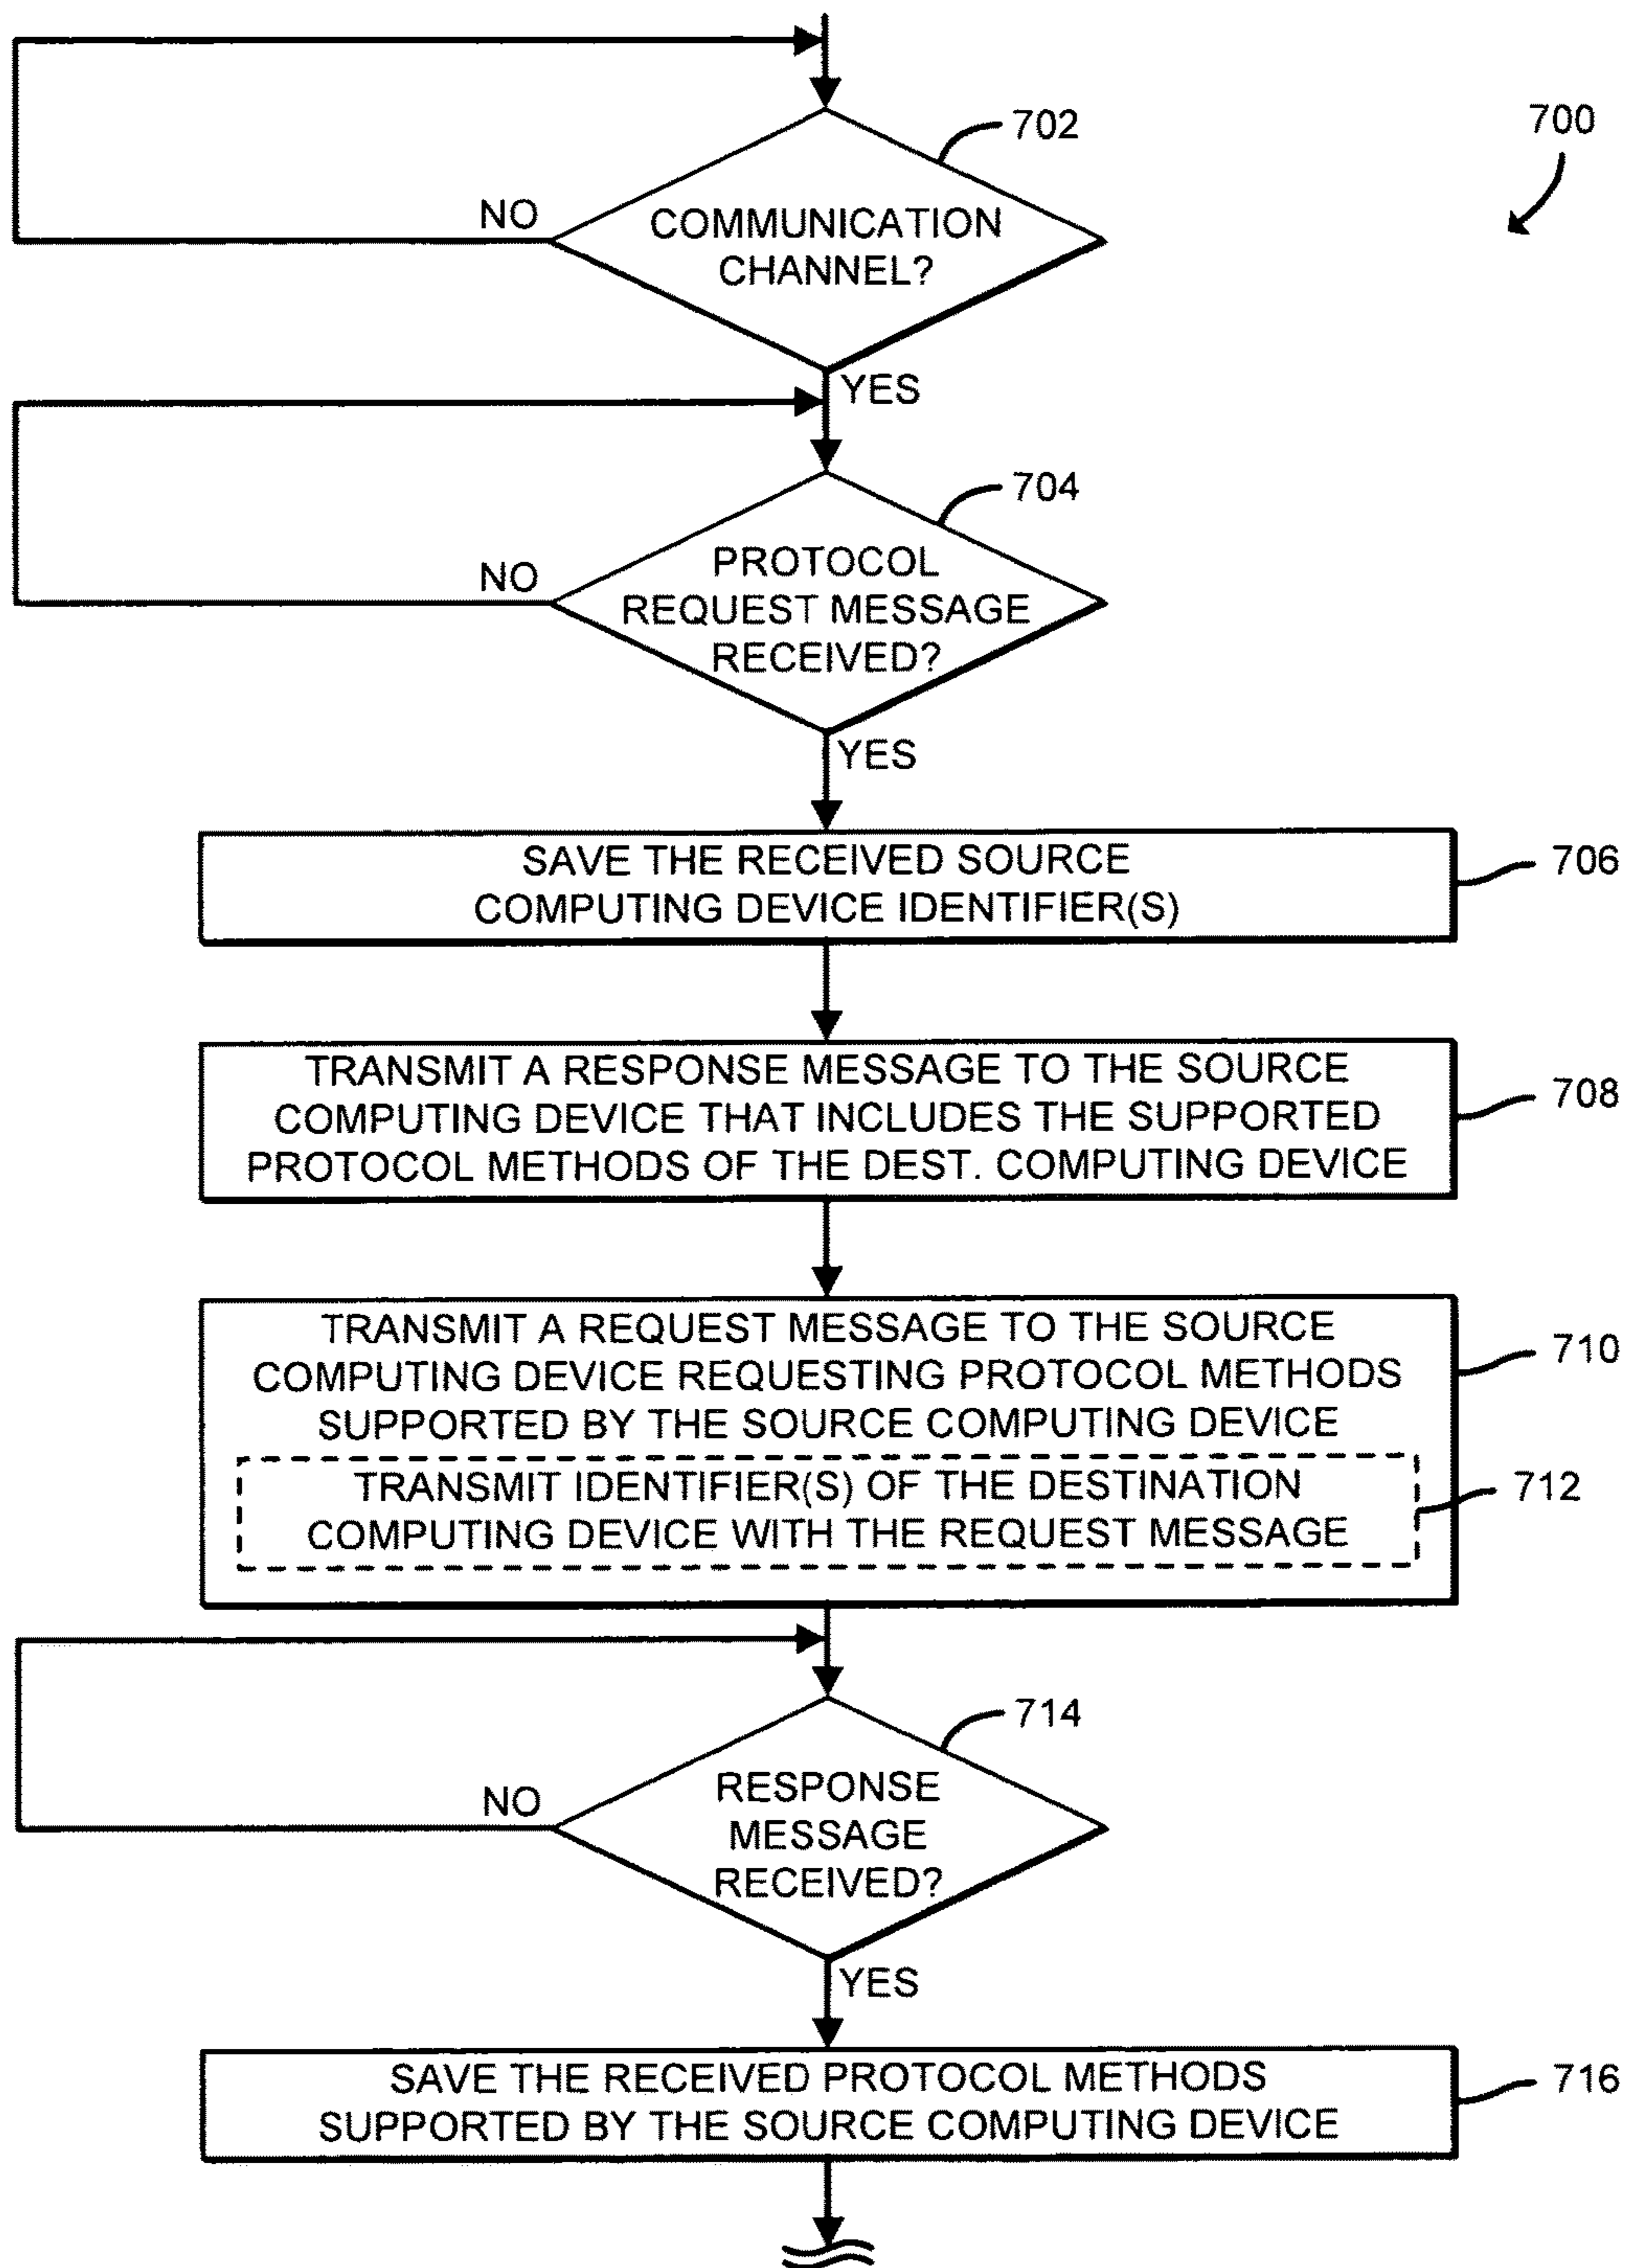 702
700
NO
COMMUNICATION
CHANNEL?
YES
704
NO
PROTOCOL
REQUEST MESSAGE
RECEIVED?
YES
SAVE THE RECEIVED SOURCE
COMPUTING DEVICE IDENTIFIER(S)
706
TRANSMIT A RESPONSE MESSAGE TO THE SOURCE
COMPUTING DEVICE THAT INCLUDES THE SUPPORTED
PROTOCOL METHODS OF THE DEST. COMPUTING DEVICE
708
TRANSMIT A REQUEST MESSAGE TO THE SOURCE
COMPUTING DEVICE REQUESTING PROTOCOL METHODS
SUPPORTED BY THE SOURCE COMPUTING DEVICE
710
TRANSMIT IDENTIFIER(S) OF THE DESTINATION
COMPUTING DEVICE WITH THE REQUEST MESSAGE
712
714
NO
RESPONSE
MESSAGE
RECEIVED?
YES
SAVE THE RECEIVED PROTOCOL METHODS
SUPPORTED BY THE SOURCE COMPUTING DEVICE
716